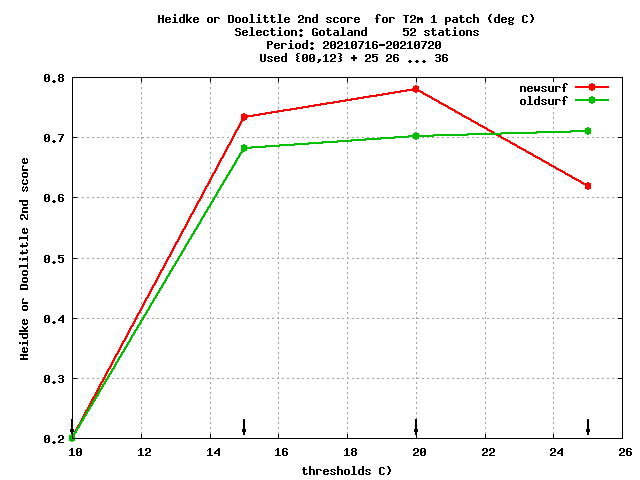 Heidke or Doolittle 2nd score  for T2m 1 patch (deg C)
Selection: Gotaland     52 stations
Period: 20210716-20210720
Used {00,12} + 25 26 ... 36
newsurf
oldsurf
Heidke or Doolittle 2nd score
0.8
0.7
0.6
0.5
0.4
0.3
0.2
10 12 14 16 18 20 22 24 26
thresholds C)